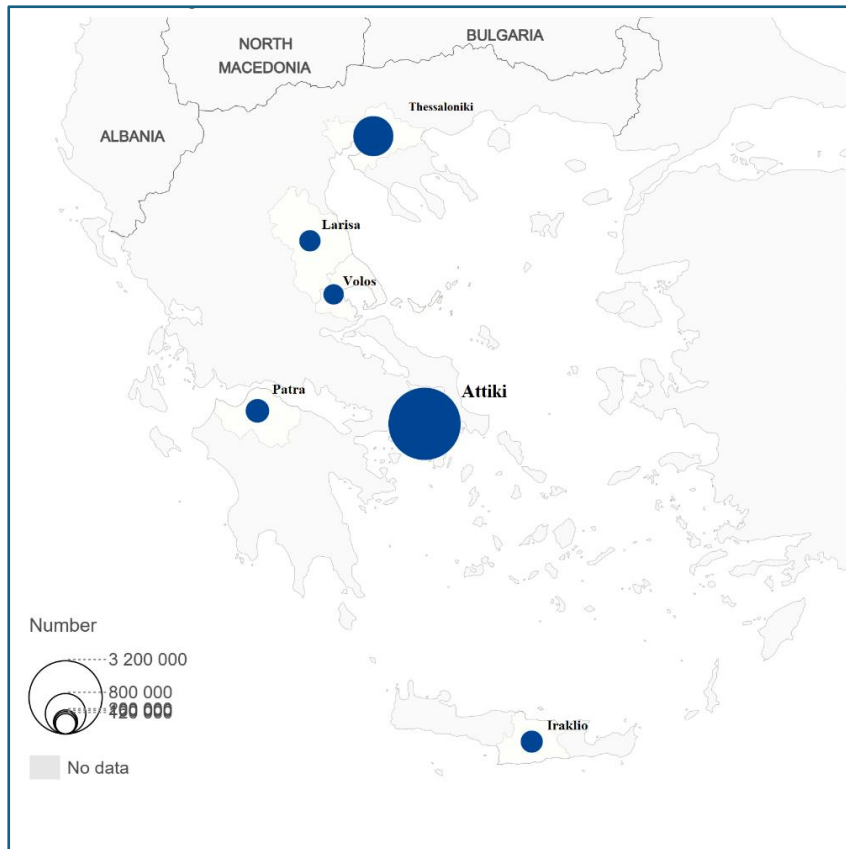 BULGARIA
NORTH
MACEDONIA
Thessaloniki
ALBANIA
Larisa
Volos
Patra
Attiki
Number
3 200 000
800 000
Iraklio
No data